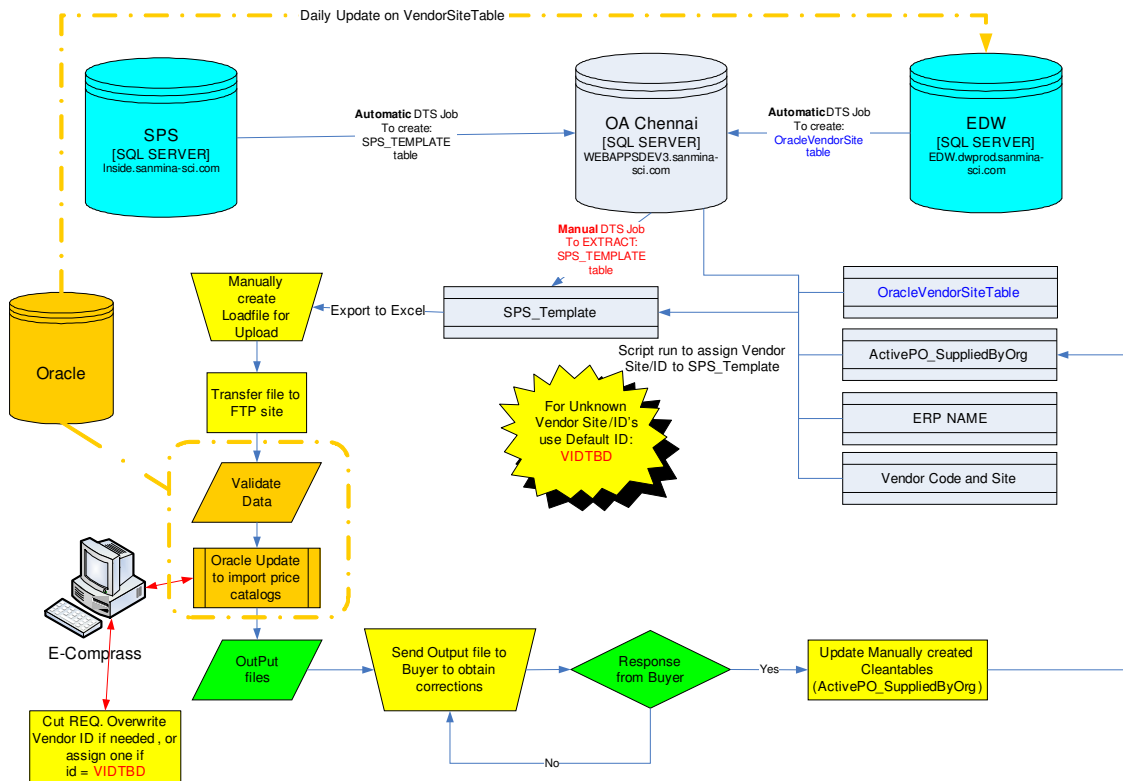 Daily Update on VendorSiteTable
SPS
[SQL SERVER]
Inside.sanmina-sci.com
Automatic DTS Job
To create:
SPS_TEMPLATE
table
OA Chennai
[SQL SERVER]
WEBAPPSDEV3.sanmina-
sci.com
Automatic DTS Job
To create:
OracleVendorSite
table
EDW
[SQL SERVER]
EDW.dwprod.sanmina-
sci.com
Manual DTS Job
To EXTRACT:
SPS_TEMPLATE
table
Manually
create
Loadfile for
Upload
Export to Excel
SPS_Template
OracleVendorSiteTable
Oracle
Script run to assign Vendor
Site/ID to SPS_Template
ActivePO_SuppliedByOrg
Transfer file to
FTP site
For Unknown
Vendor Site/ID's
use Default ID:
VIDTBD
ERP NAME
Vendor Code and Site
Validate
Data
Oracle Update
to import price
catalogs
E-Comprass
OutPut
files
Send Output file to
Buyer to obtain
corrections
Response
from Buyer
Yes
Update Manually created
Cleantables
(ActivePO_SuppliedByOrg)
No
Cut REQ. Overwrite
Vendor ID if needed , or
assign one if
id = VIDTBD